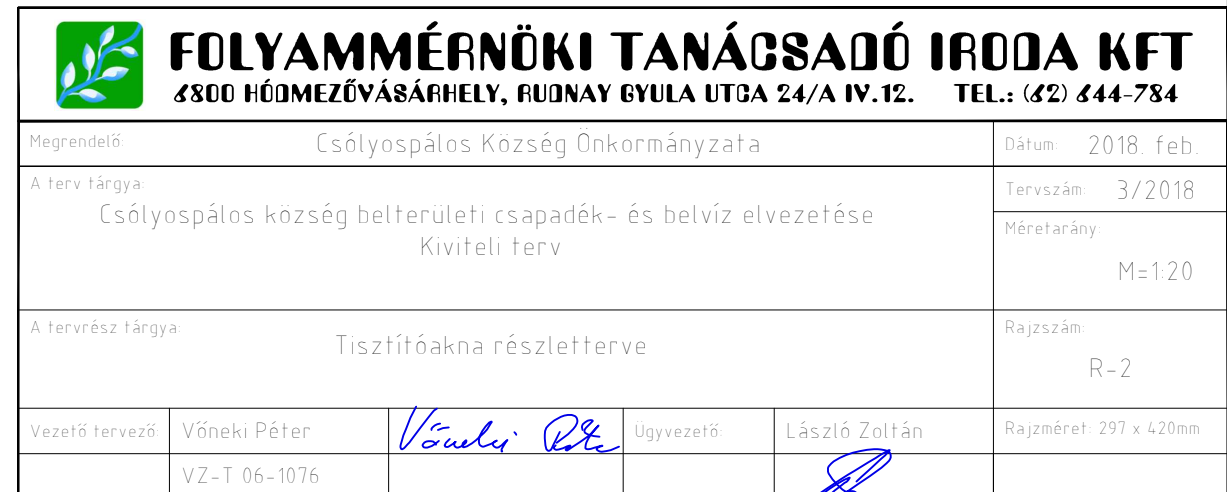 FOLYAMMÉRNÖKI TANÁCSADÓ IRODA KFT
6800 HÓDMEZŐVÁSÁRHELY, RUDNAY GYULA UTCA 24/A IV.12. TEL.: (62) 644-784
Megrendelő: Csólyospálos Község Önkormányzata
Dátum: 2018. feb.
A terv tárgya:
Csólyospálos község belterületi csapadék- és belvíz elvezetése
Kiviteli terv
Tervszám: 3/2018
Méretarány:
M=1:20
A tervrész tárgya:
Tisztítóakna részletterve
Rajzszám:
R-2
Vezető tervező: Vőneki Péter Vőneki Péter Ügyvezető: László Zoltán Rajzméret: 297 x 420mm
VZ-T 06-1076